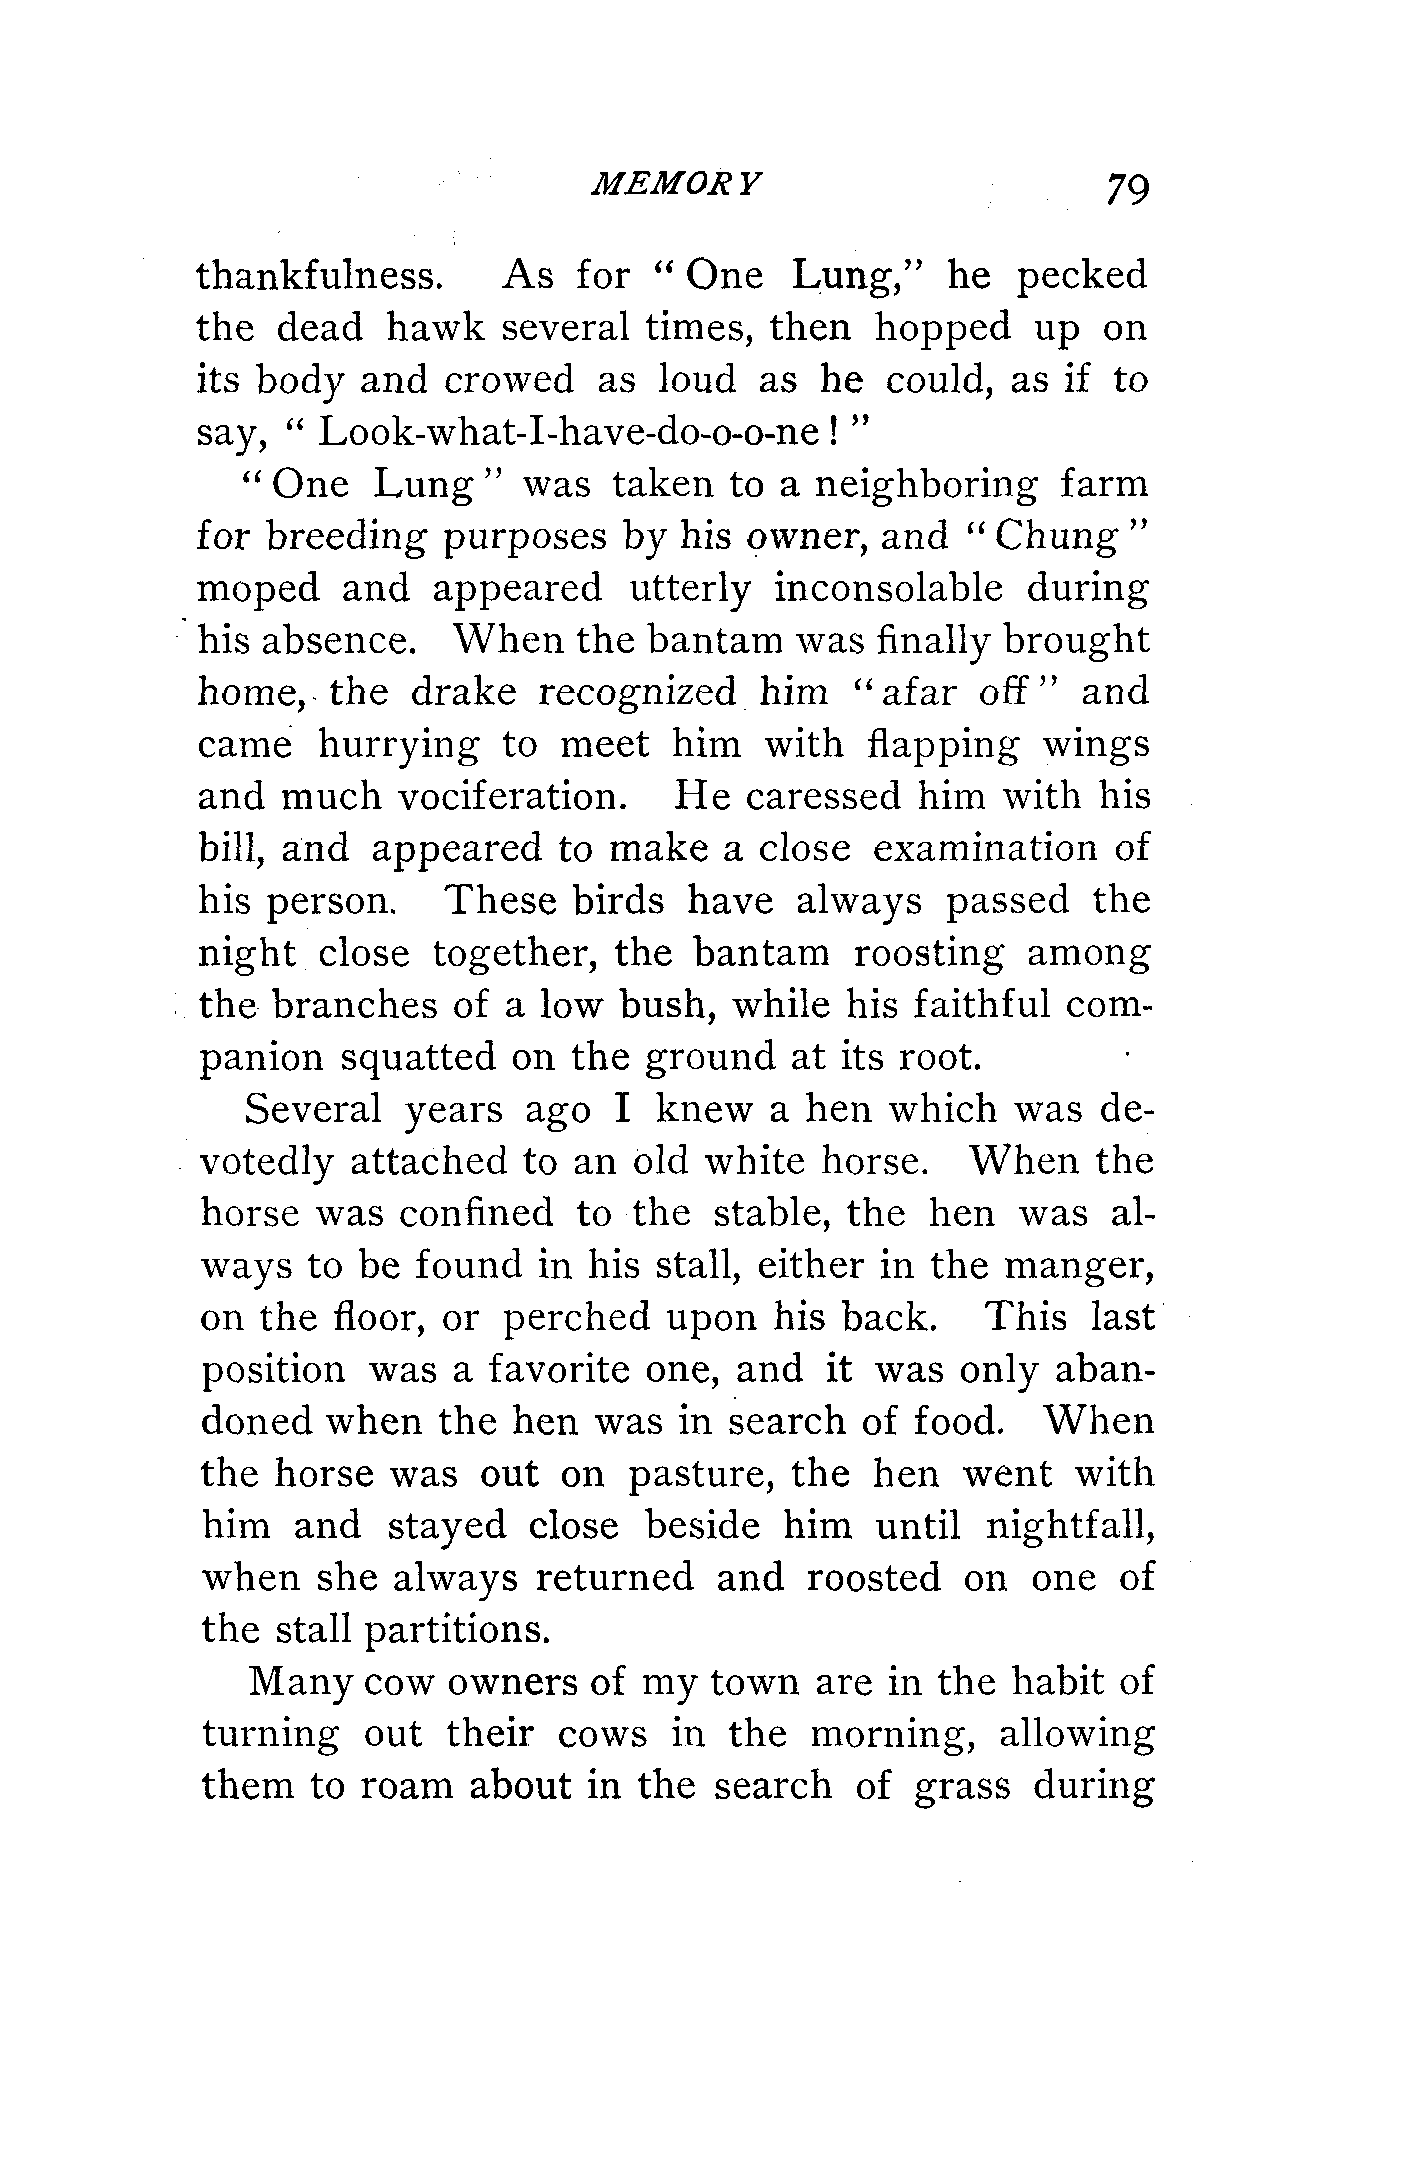 MEMORY 79
thankfulness. As for "One Lung," he pecked
the dead hawk several times, then hopped up on
its body and crowed as loud as he could, as if to
say, "Look-what-I-have-do-o-o-ne!"
"One Lung" was taken to a neighboring farm
for breeding purposes by his owner, and "Chung"
moped and appeared utterly inconsolable during
his absence. When the bantam was finally brought
home, the drake recognized him "afar off" and
came hurrying to meet him with flapping wings
and much vociferation. He caressed him with his
bill, and appeared to make a close examination of
his person. These birds have always passed the
night close together, the bantam roosting among
the branches of a low bush, while his faithful com-
panion squatted on the ground at its root.
Several years ago I knew a hen which was de-
votedly attached to an old white horse. When the
horse was confined to the stable, the hen was al-
ways to be found in his stall, either in the manger,
on the floor, or perched upon his back. This last
position was a favorite one, and it was only aban-
doned when the hen was in search of food. When
the horse was out on pasture, the hen went with
him and stayed close beside him until nightfall,
when she always returned and roosted on one of
the stall partitions.
Many cow owners of my town are in the habit of
turning out their cows in the morning, allowing
them to roam about in the search of grass during